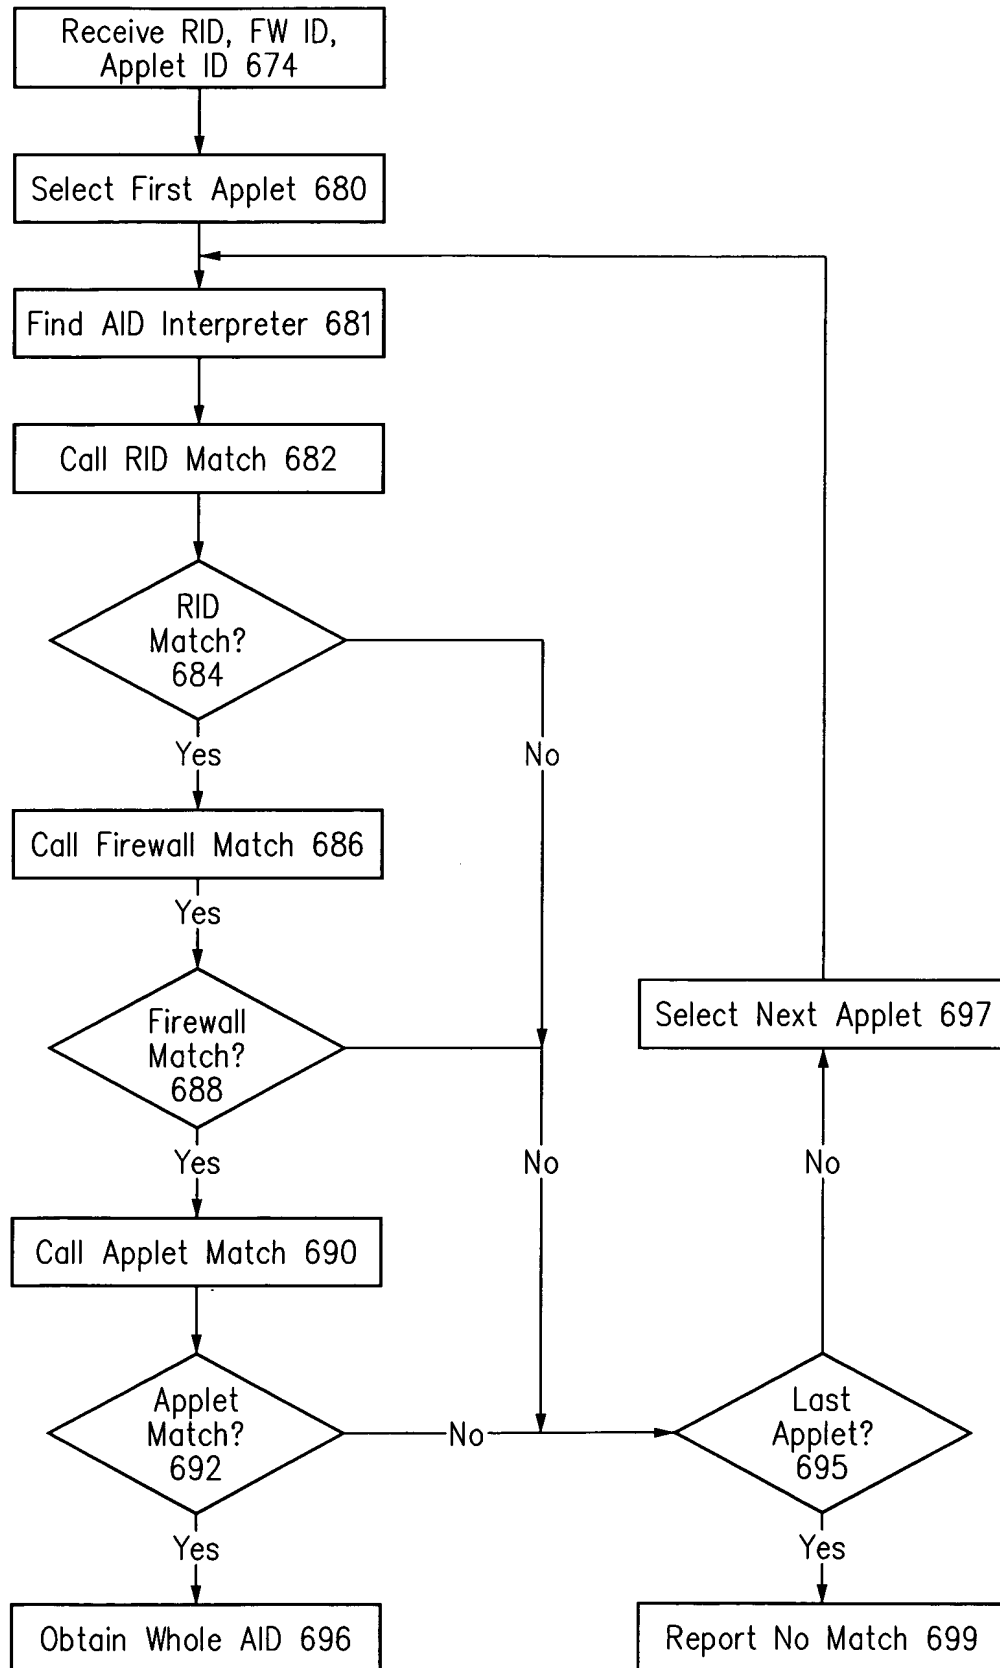 Receive RID, FW ID,
Applet ID 674
Select First Applet 680
Find AID Interpreter 681
Call RID Match 682
RID
Match?
684
Yes
No
Call Firewall Match 686
Yes
Firewall
Match?
688
Select Next Applet 697
Yes
No
No
Call Applet Match 690
Applet
Match?
692
No
Last
Applet?
695
Yes
Yes
Obtain Whole AID 696
Report No Match 699